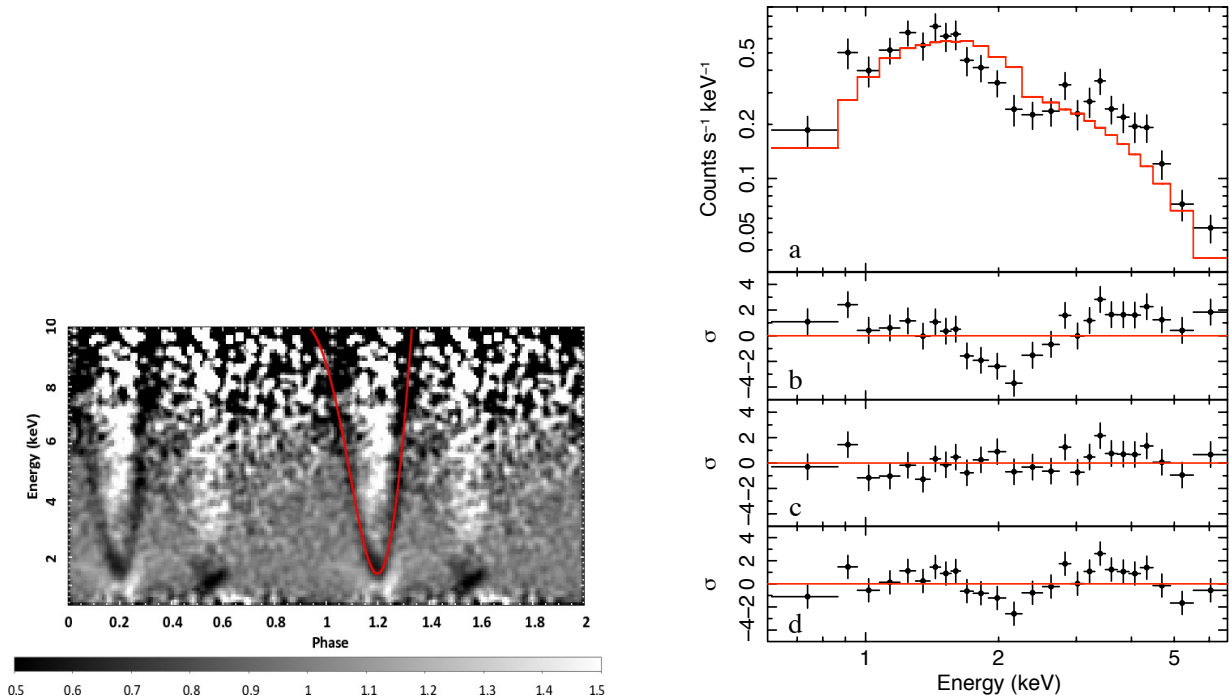 10
8
6
4
2
Energy (keV)
0 0.2 0.4 0.6 0.8 1 1.2 1.4 1.6 1.8 2
Phase
0.5 0.6 0.7 0.8 0.9 1 1.1 1.2 1.3 1.4 1.5
Counts s⁻¹ keV⁻¹
0.5
0.2
0.1
0.05
a
σ
4
2
0
−2
−4
b
σ
4
2
0
−2
−4
c
σ
4
2
0
−2
−4
d
1 2 5
Energy (keV)